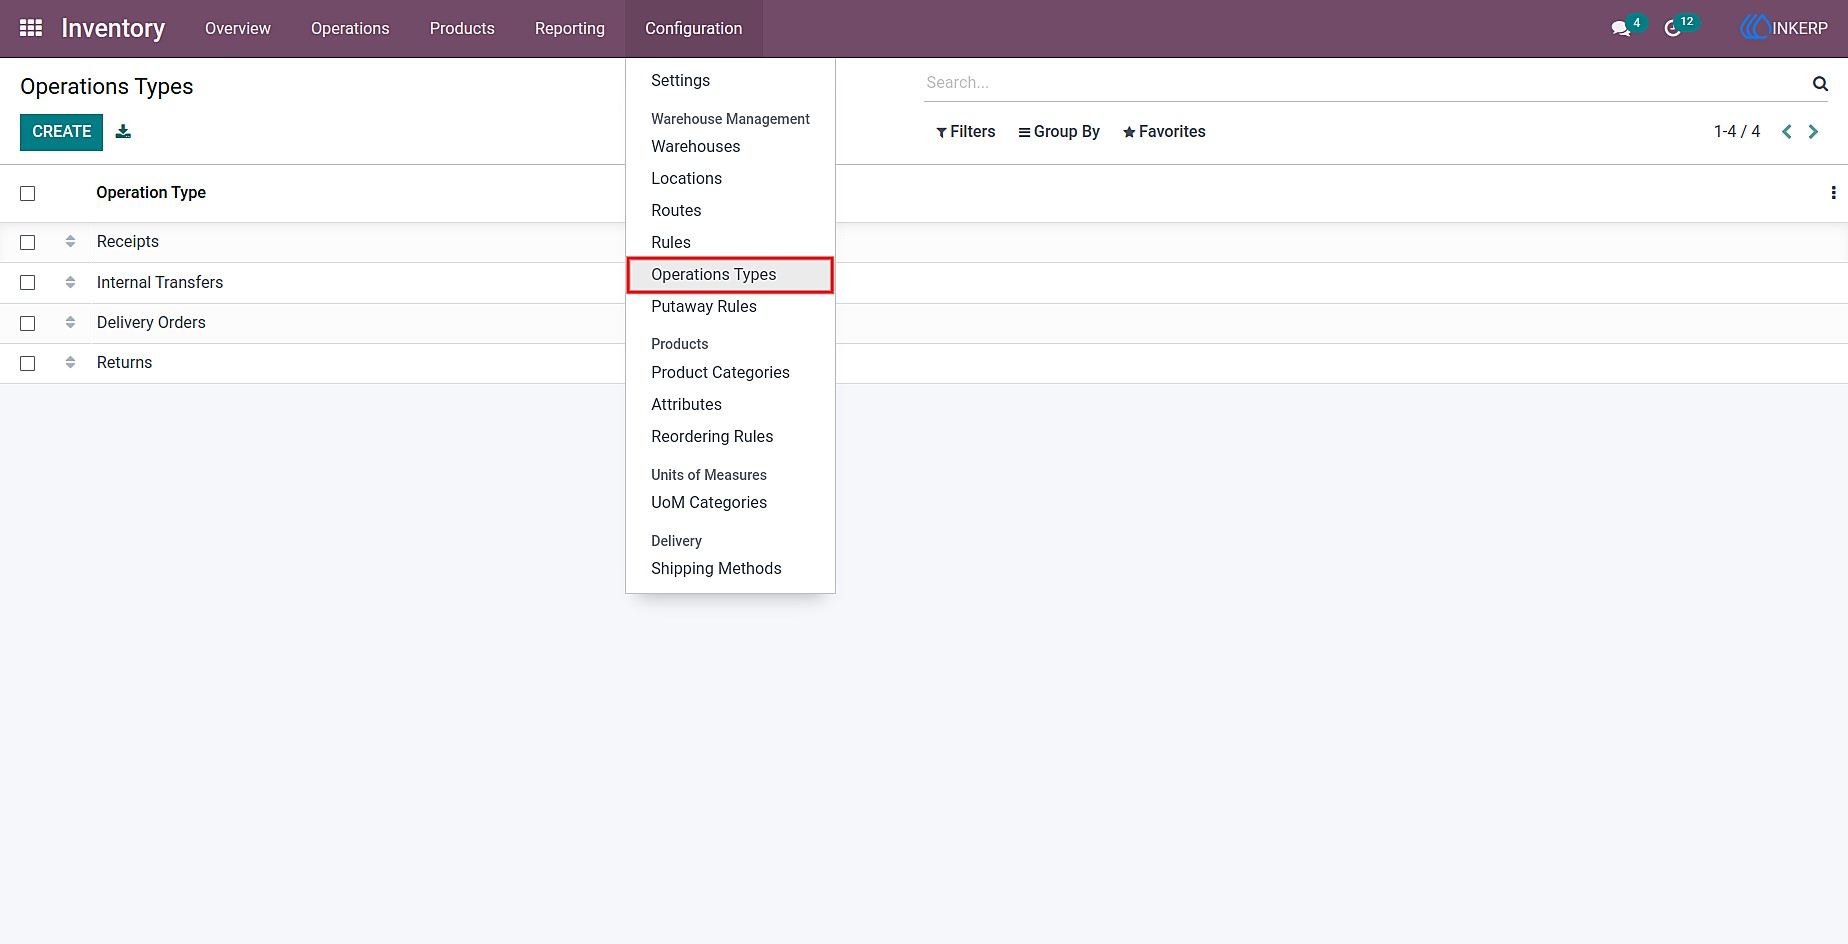 Inventory Overview Operations Products Reporting Configuration 4 12 INKERP
Operations Types
Search...
CREATE
Filters Group By Favorites 1-4 / 4
Operation Type
Receipts
Internal Transfers
Delivery Orders
Returns
Settings
Warehouse Management
Warehouses
Locations
Routes
Rules
Operations Types
Putaway Rules
Products
Product Categories
Attributes
Reordering Rules
Units of Measures
UoM Categories
Delivery
Shipping Methods